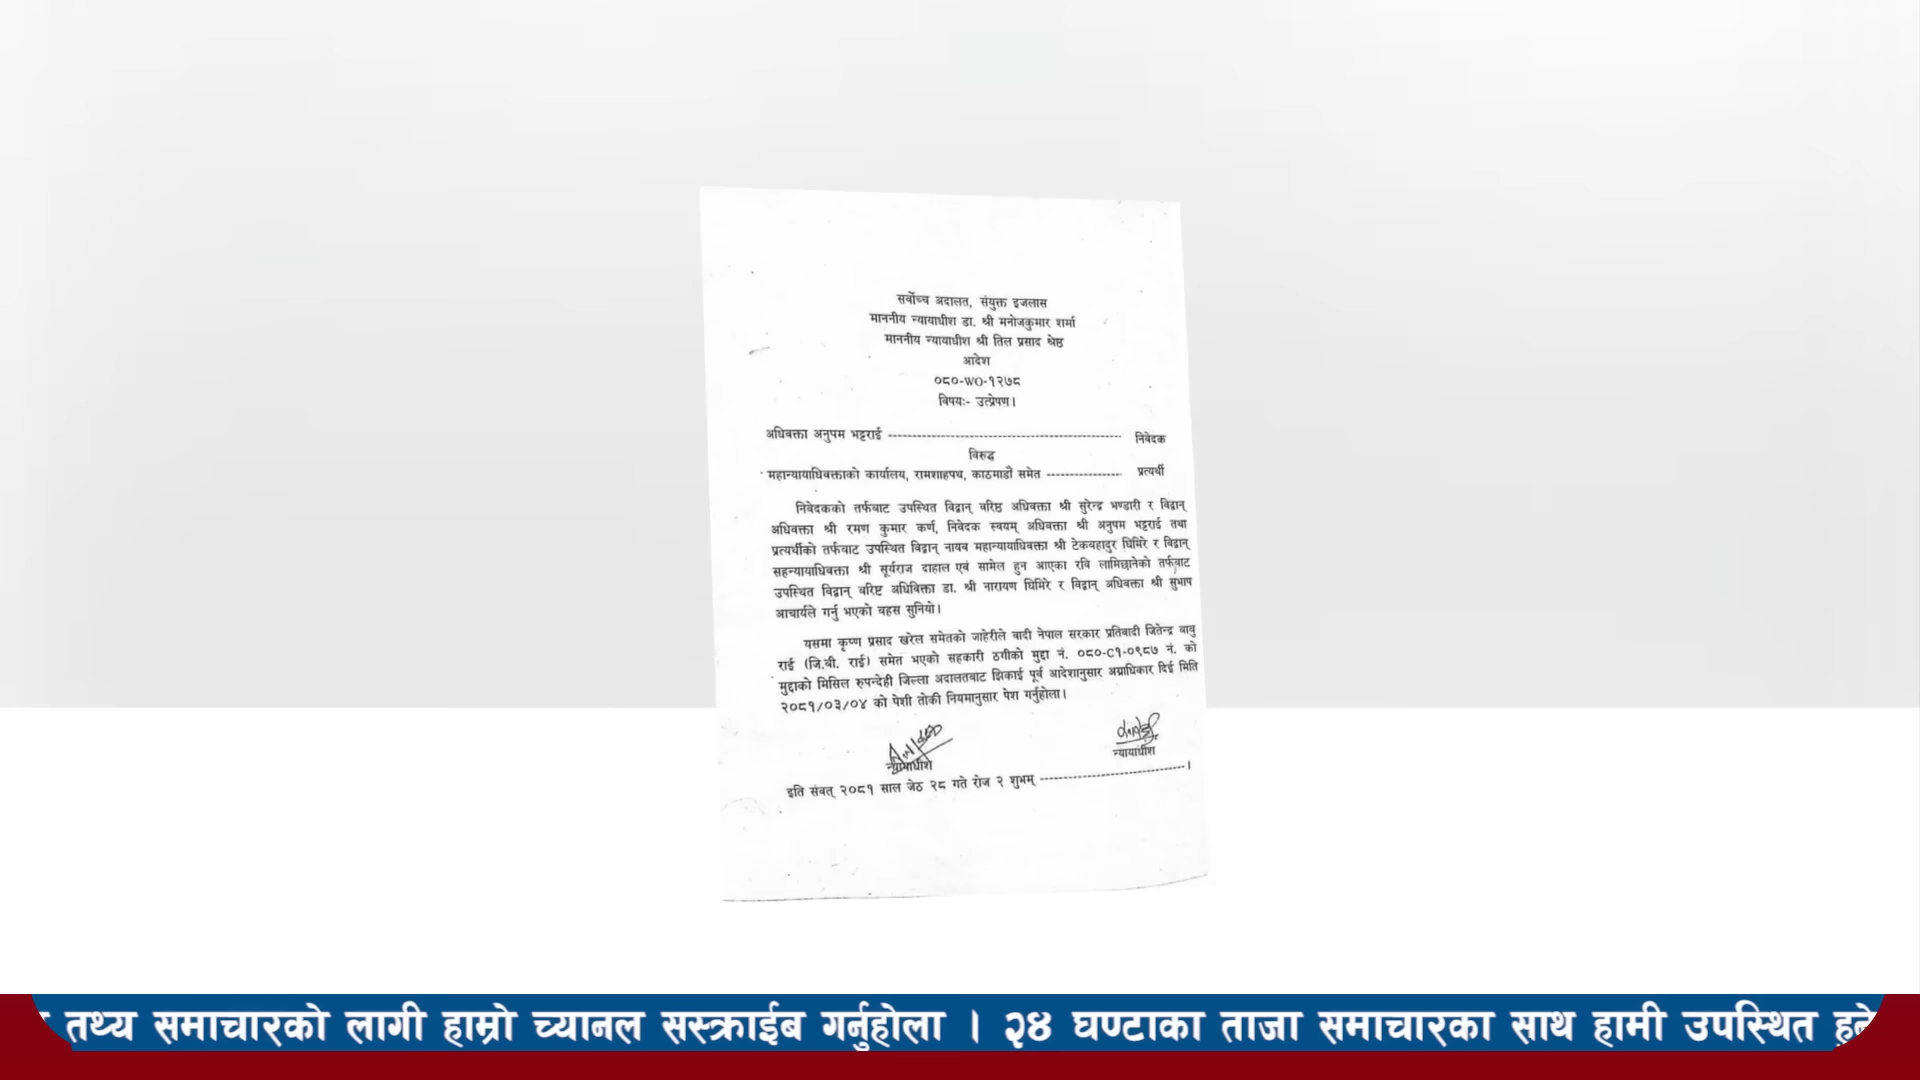 सर्वोच्च अदालत, संयुक्त इजलास
माननीय न्यायाधीश डा. श्री मनोजकुमार शर्मा
माननीय न्यायाधीश श्री तिल प्रसाद श्रेष्ठ
आदेश
०८०-WO-१२७८
विषयः- उत्प्रेषण।
अधिवक्ता अनुपम भट्टराई ---------------------------------------------------- निवेदक
विरुद्ध
महान्यायाधिवक्ताको कार्यालय, रामशाहपथ, काठमाडौं समेत ---------------- प्रत्यर्थी
निवेदकको तर्फबाट उपस्थित विद्वान् वरिष्ठ अधिवक्ता श्री सुरेन्द्र भण्डारी र विद्वान्
अधिवक्ता श्री रमण कुमार कर्ण, निवेदक स्वयम् अधिवक्ता श्री अनुपम भट्टराई तथा
प्रत्यर्थीको तर्फबाट उपस्थित विद्वान् नायब महान्यायाधिवक्ता श्री टेकबहादुर घिमिरे र विद्वान्
सहन्यायाधिवक्ता श्री सूर्यराज दाहाल एवं सामेल हुन आएका रवि लामिछानेको तर्फबाट
उपस्थित विद्वान् वरिष्ट अधिविक्ता डा. श्री नारायण घिमिरे र विद्वान् अधिवक्ता श्री सुभाष
आचार्यले गर्नु भएको वहस सुनियो।
यसमा कृष्ण प्रसाद खरेल समेतको जाहेरीले वादी नेपाल सरकार प्रतिवादी जितेन्द्र बाबु
राई (जि.बी. राई) समेत भएको सहकारी ठगीको मुद्दा नं. ०८०-C१-०९८७ नं. को
मुद्दाको मिसिल रुपन्देही जिल्ला अदालतबाट झिकाई पूर्व आदेशानुसार अग्राधिकार दिई मिति
२०८१/०३/०४ को पेशी तोकी नियमानुसार पेश गर्नुहोला।
न्यायाधीश
न्यायाधीश
इति संवत् २०८१ साल जेठ २८ गते रोज २ शुभम् --------------------------------।
तथ्य समाचारको लागी हाम्रो च्यानल सस्क्राईब गर्नुहोला । २४ घण्टाका ताजा समाचारका साथ हामी उपस्थित